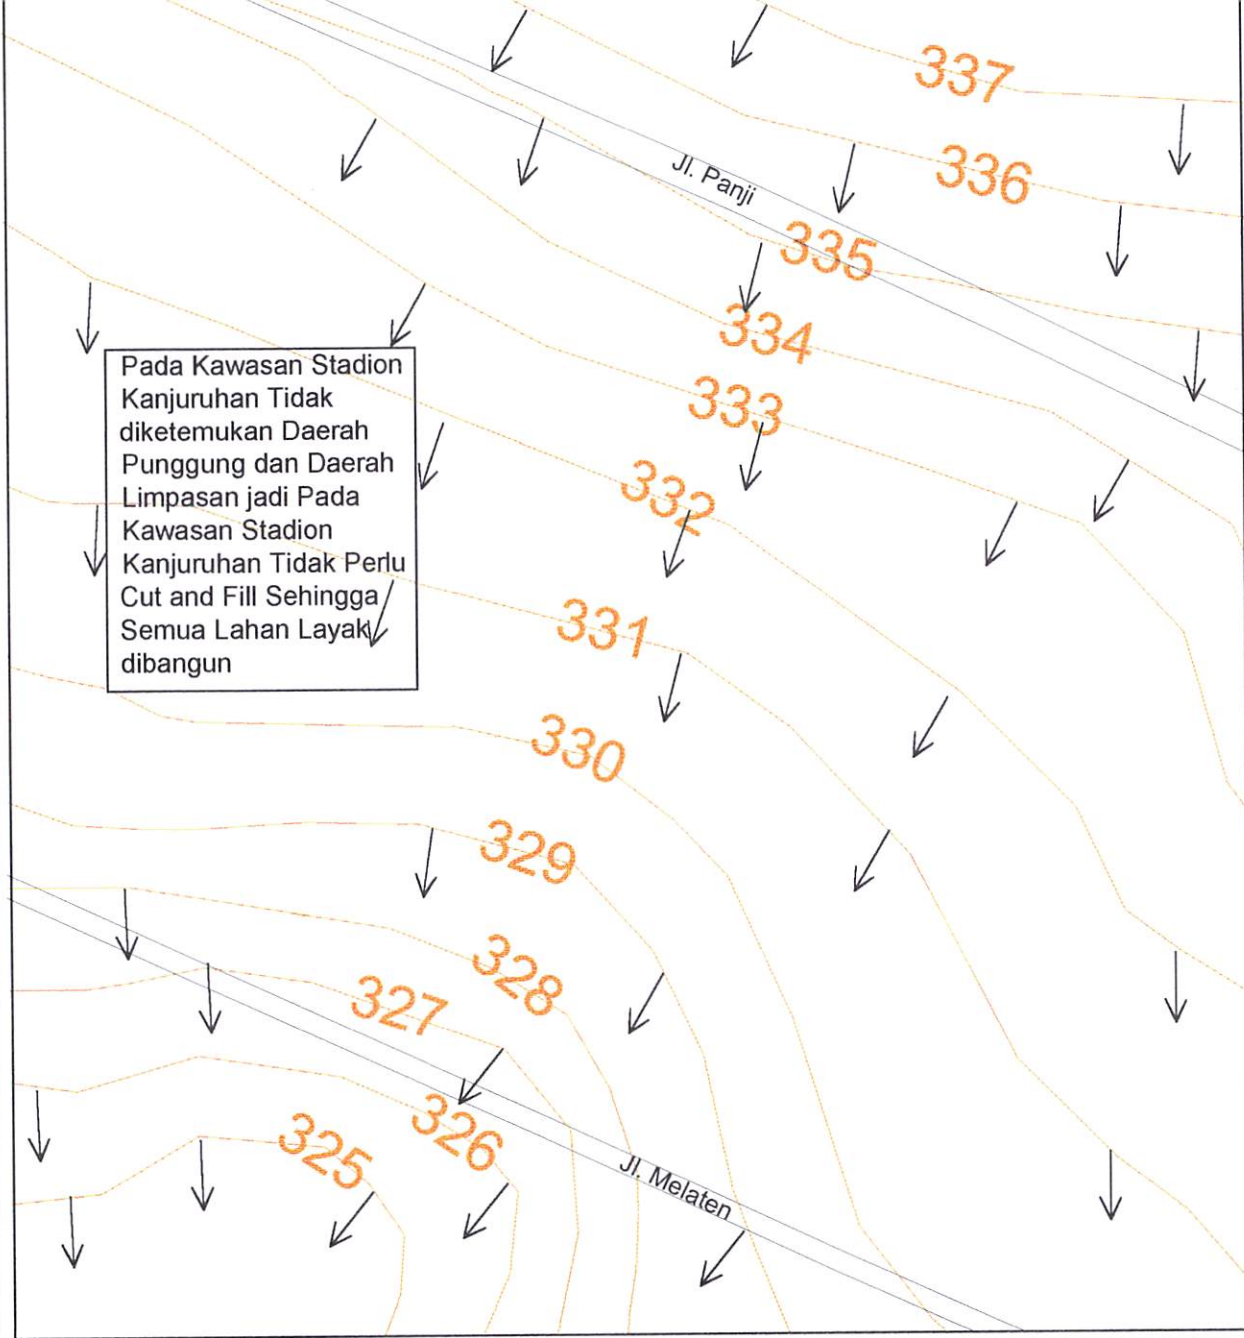 337
336
Jl. Panji
335
334
333
Pada Kawasan Stadion
Kanjuruhan Tidak
diketemukan Daerah
Punggung dan Daerah
Limpasan jadi Pada
Kawasan Stadion
Kanjuruhan Tidak Perlu
Cut and Fill Sehingga
Semua Lahan Layak
dibangun
332
331
330
329
328
327
326
325
Jl. Melaten